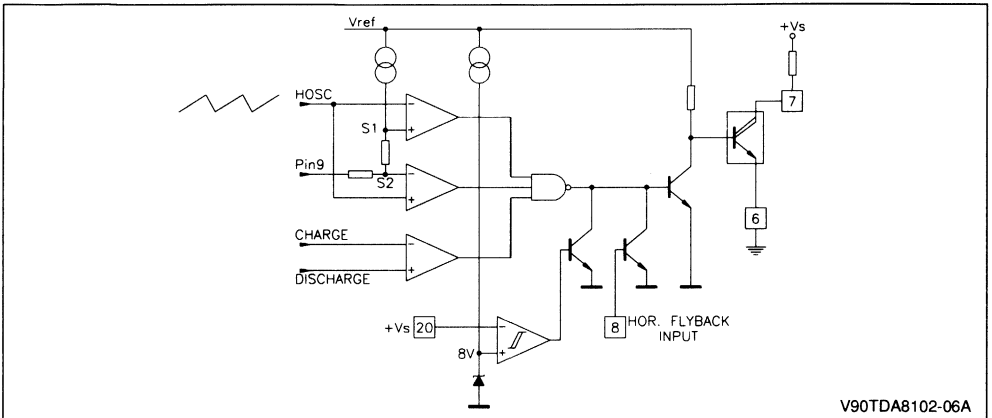 Vref
+Vs
HOSC
7
S1
Pin9
S2
6
CHARGE
DISCHARGE
+Vs 20
8 HOR. FLYBACK
INPUT
8V
V90TDA8102-06A